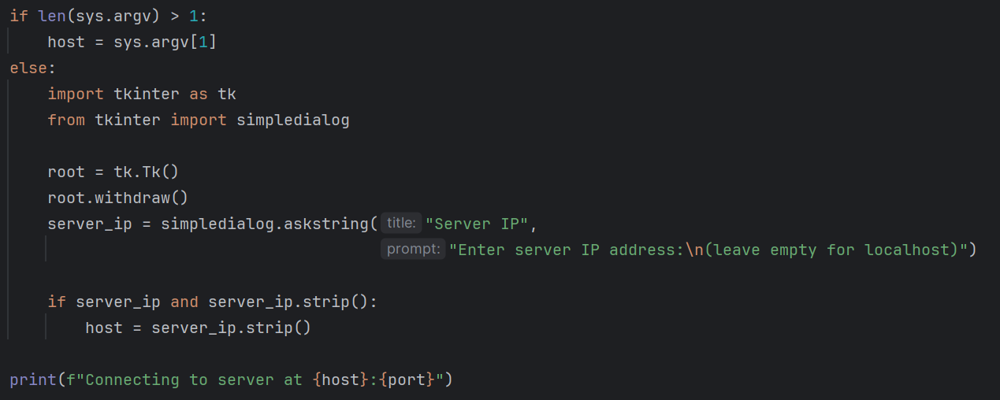 if len(sys.argv) > 1:
    host = sys.argv[1]
else:
    import tkinter as tk
    from tkinter import simpledialog

    root = tk.Tk()
    root.withdraw()
    server_ip = simpledialog.askstring( title: "Server IP",
                                        prompt: "Enter server IP address:\n(leave empty for localhost)")

    if server_ip and server_ip.strip():
        host = server_ip.strip()

print(f"Connecting to server at {host}:{port}")